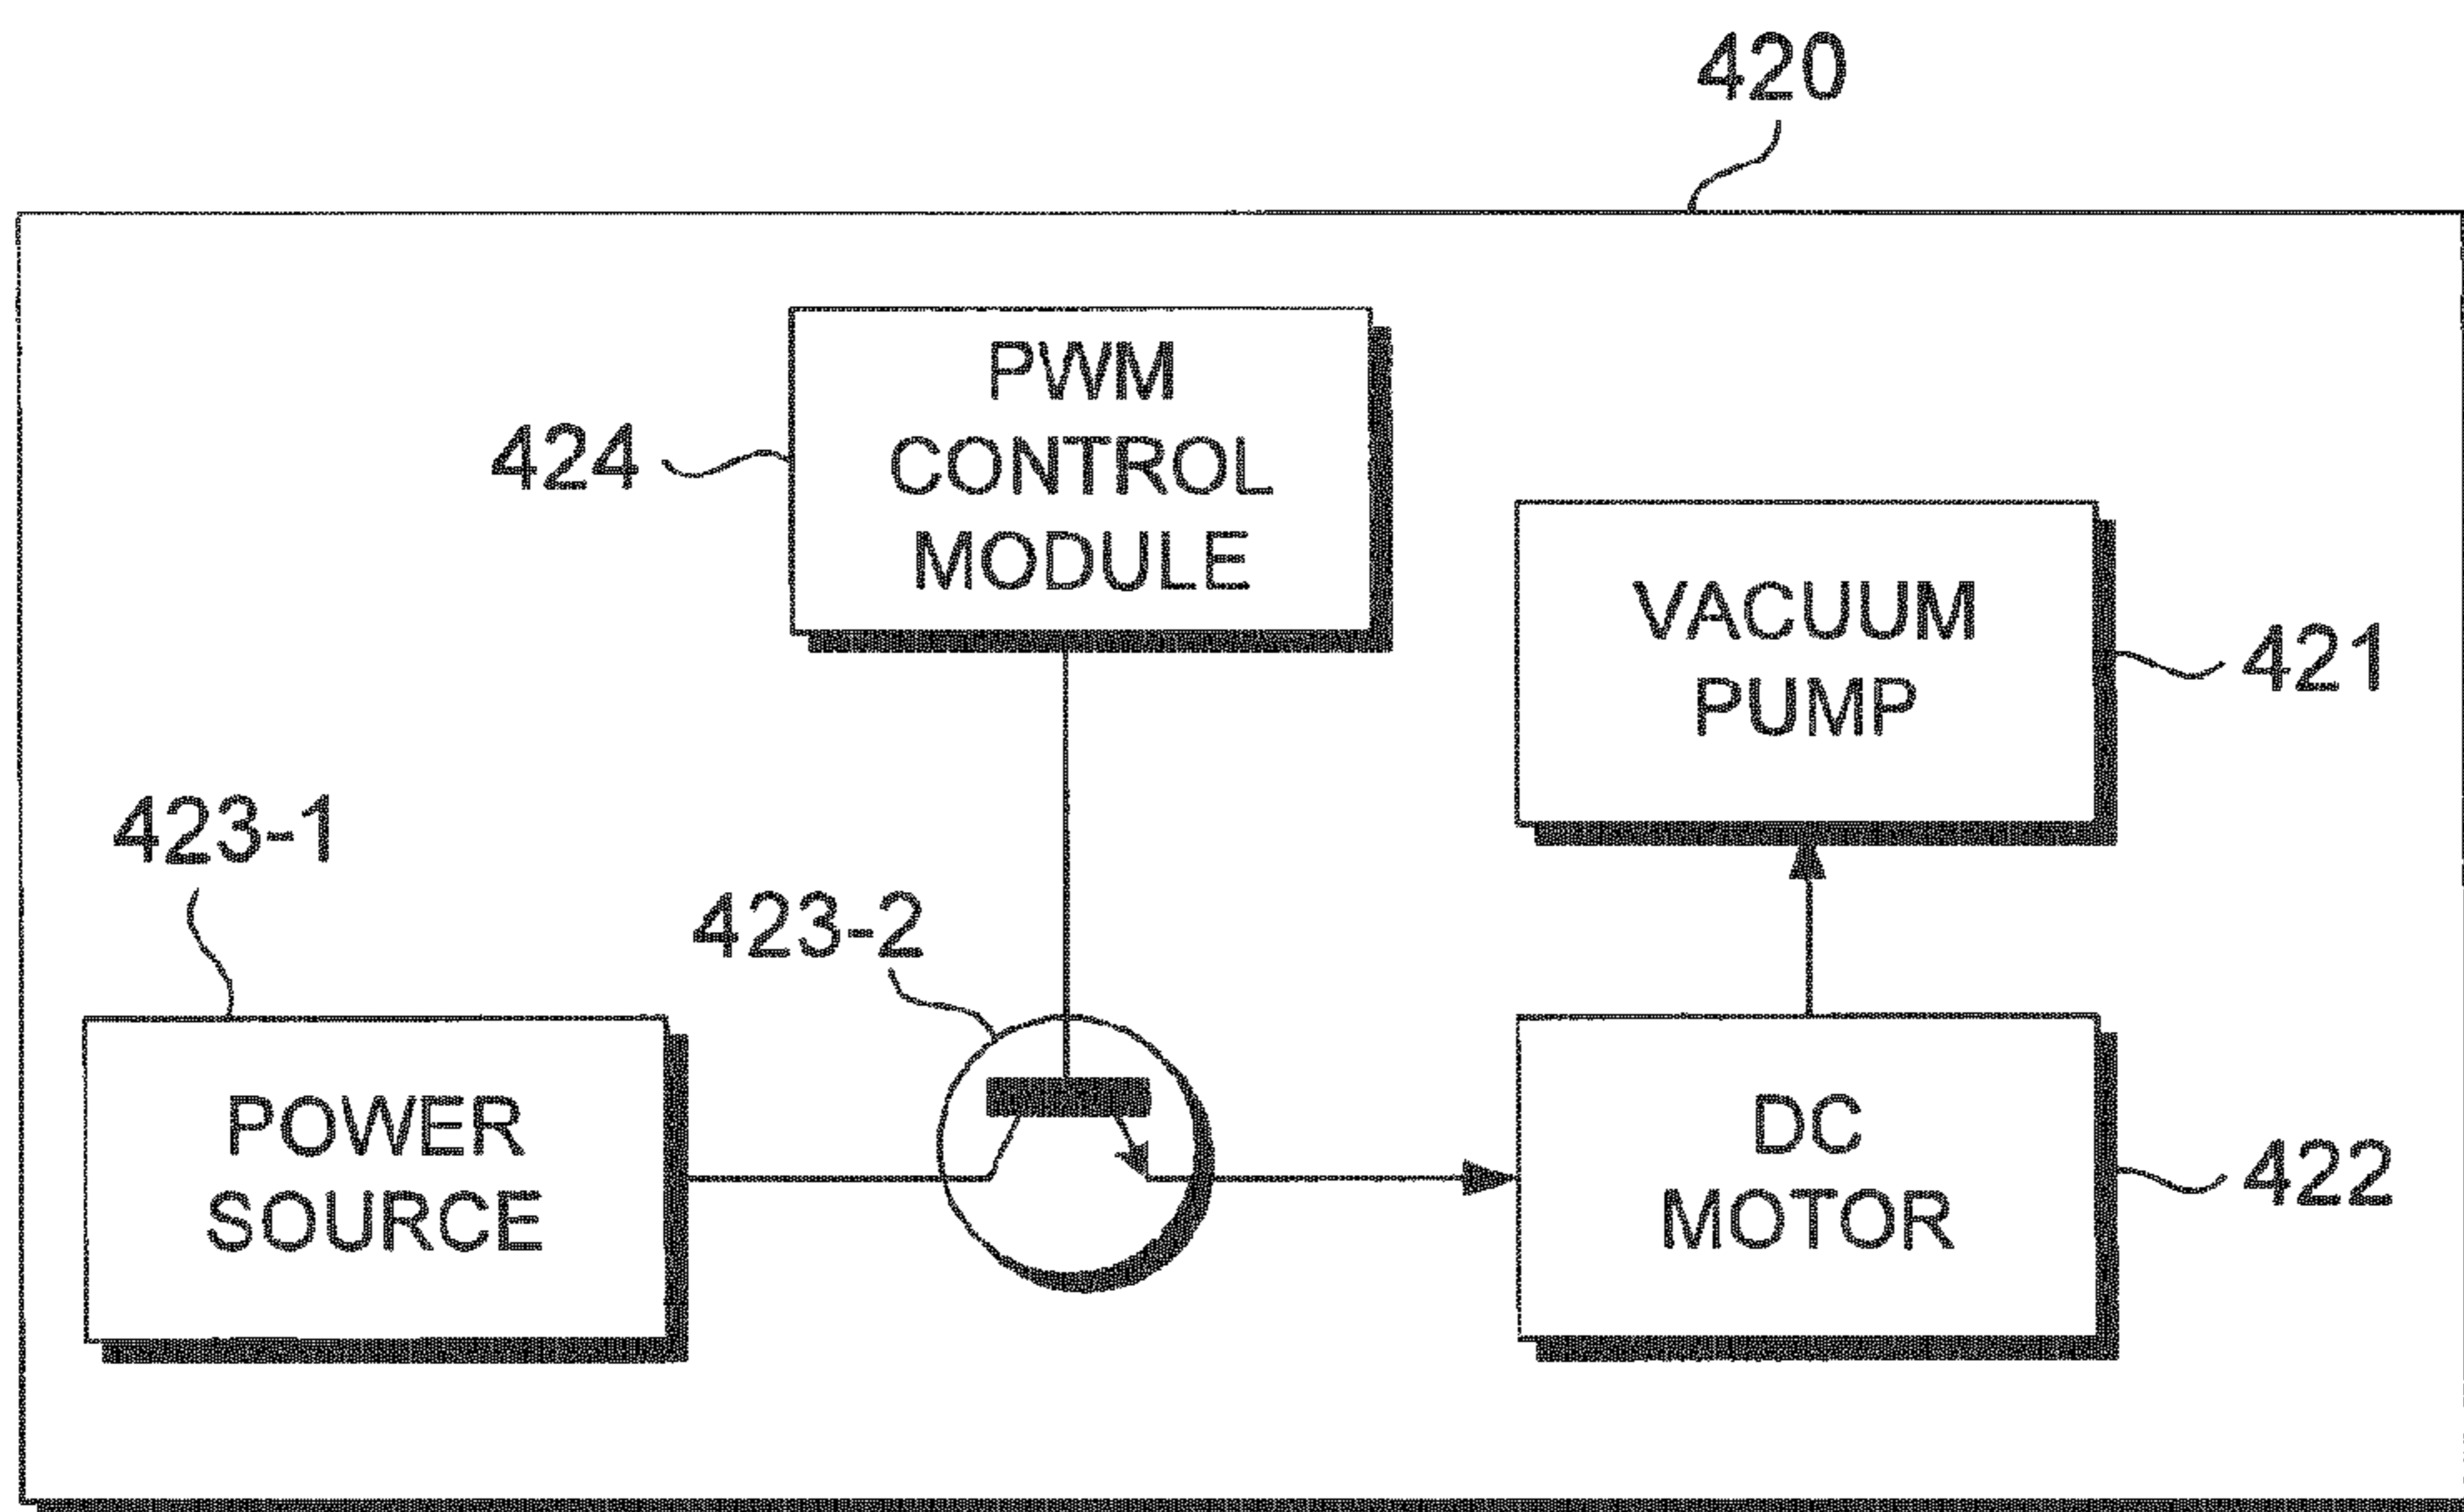 420
PWM
CONTROL
MODULE
424
VACUUM
PUMP
421
423-1
423-2
POWER
SOURCE
DC
MOTOR
422